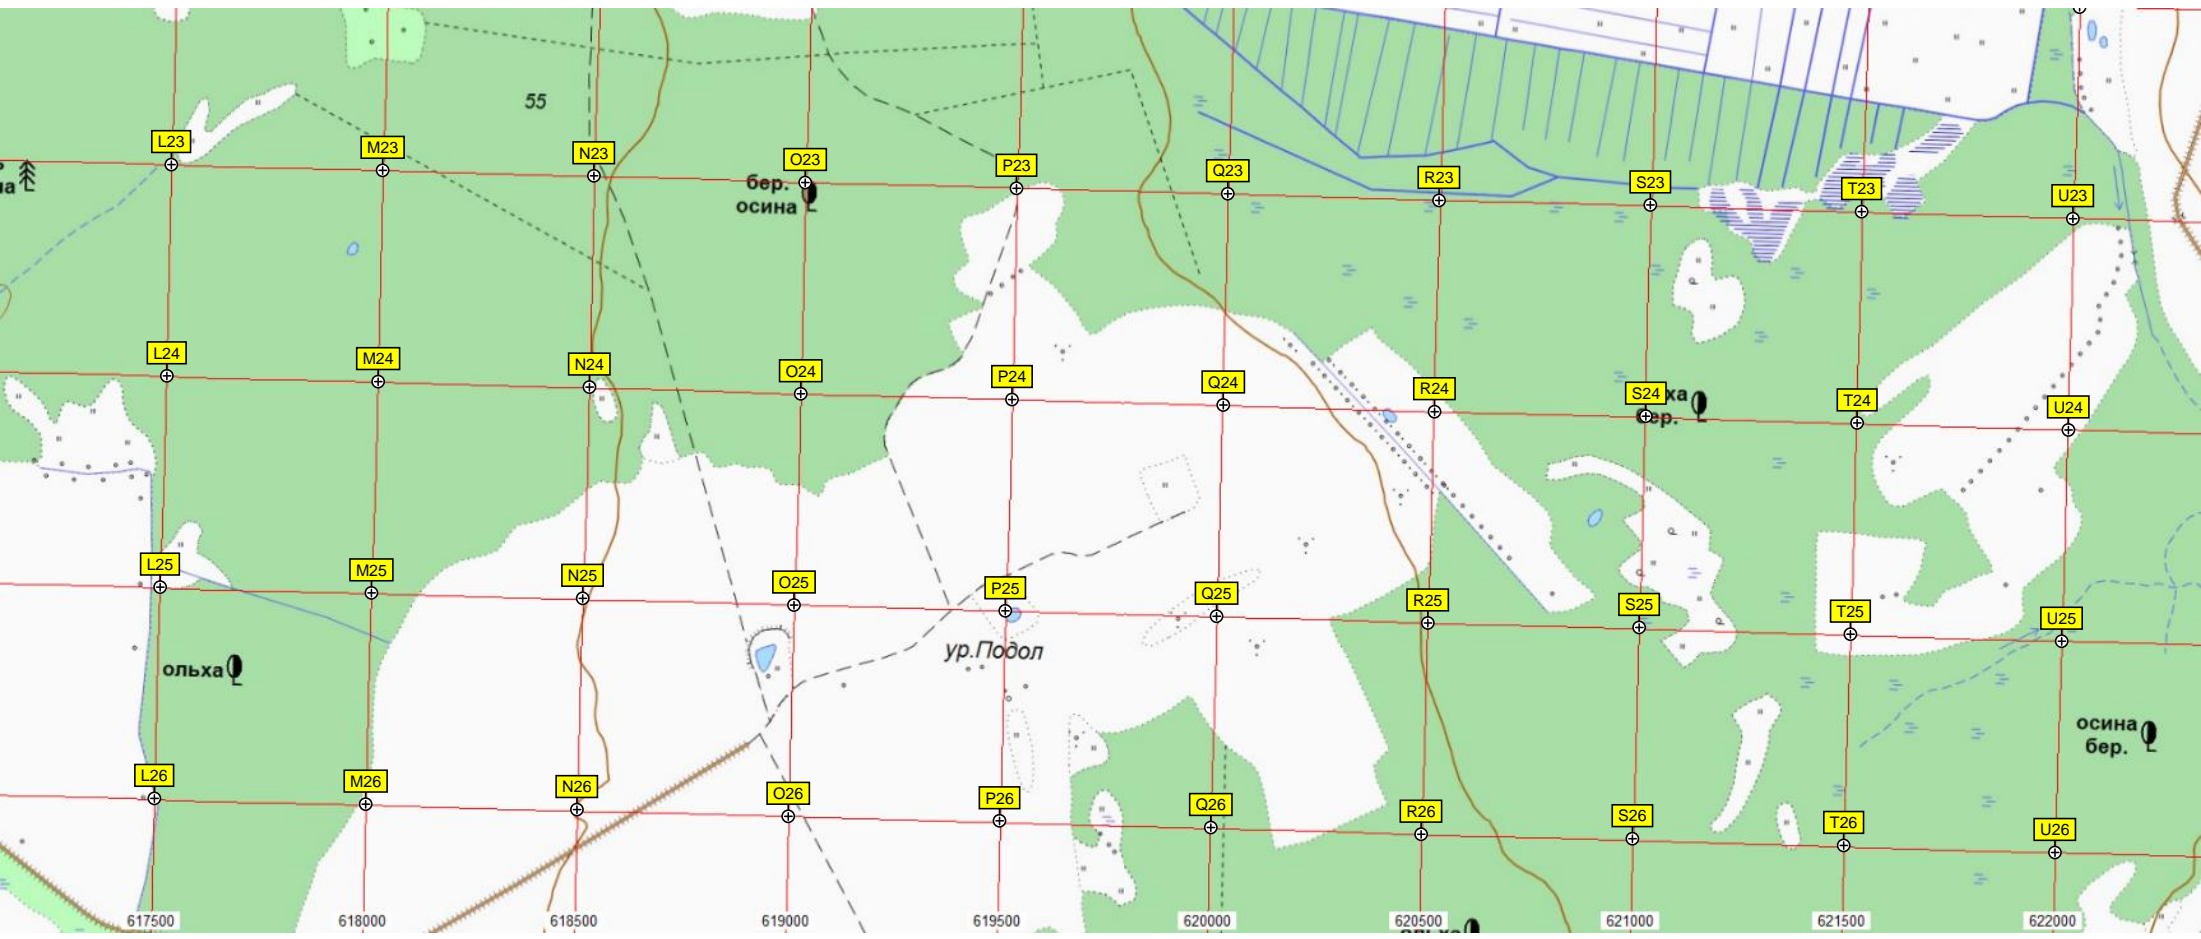 55
L23 M23 N23 O23 P23 Q23 R23 S23 T23 U23
бер.
осина
L24 M24 N24 O24 P24 Q24 R24 S24 T24 U24
ха
бер.
L25 M25 N25 O25 P25 Q25 R25 S25 T25 U25
ур.Подол
ольха
осина
бер.
L26 M26 N26 O26 P26 Q26 R26 S26 T26 U26
617500 618000 618500 619000 619500 620000 620500 621000 621500 622000